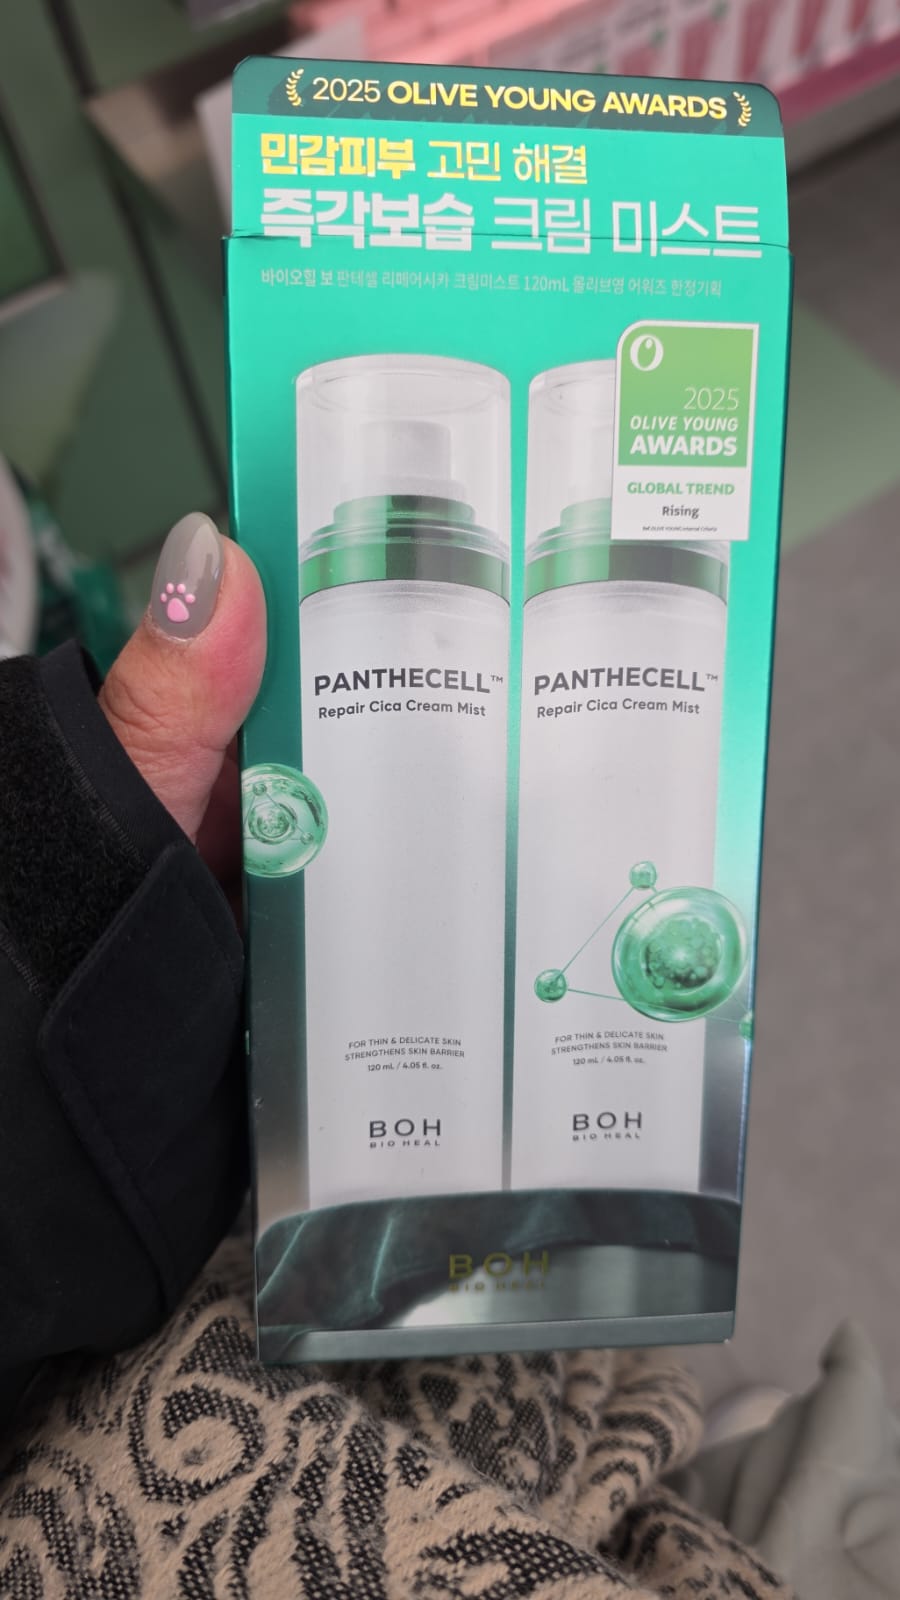 2025 OLIVE YOUNG AWARDS
민감피부 고민 해결
즉각보습 크림 미스트
바이오힐 보 판테셀 리페어시카 크림미스트 120mL 올리브영 어워즈 한정기획
2025
OLIVE YOUNG
AWARDS
GLOBAL TREND
Rising
PANTHECELL™
Repair Cica Cream Mist
FOR THIN & DELICATE SKIN
STRENGTHENS SKIN BARRIER
120 mL / 4.05 fl. oz.
BOH
BIO HEAL
PANTHECELL™
Repair Cica Cream Mist
FOR THIN & DELICATE SKIN
STRENGTHENS SKIN BARRIER
120 mL / 4.05 fl. oz.
BOH
BIO HEAL
BOH
BIO HEAL